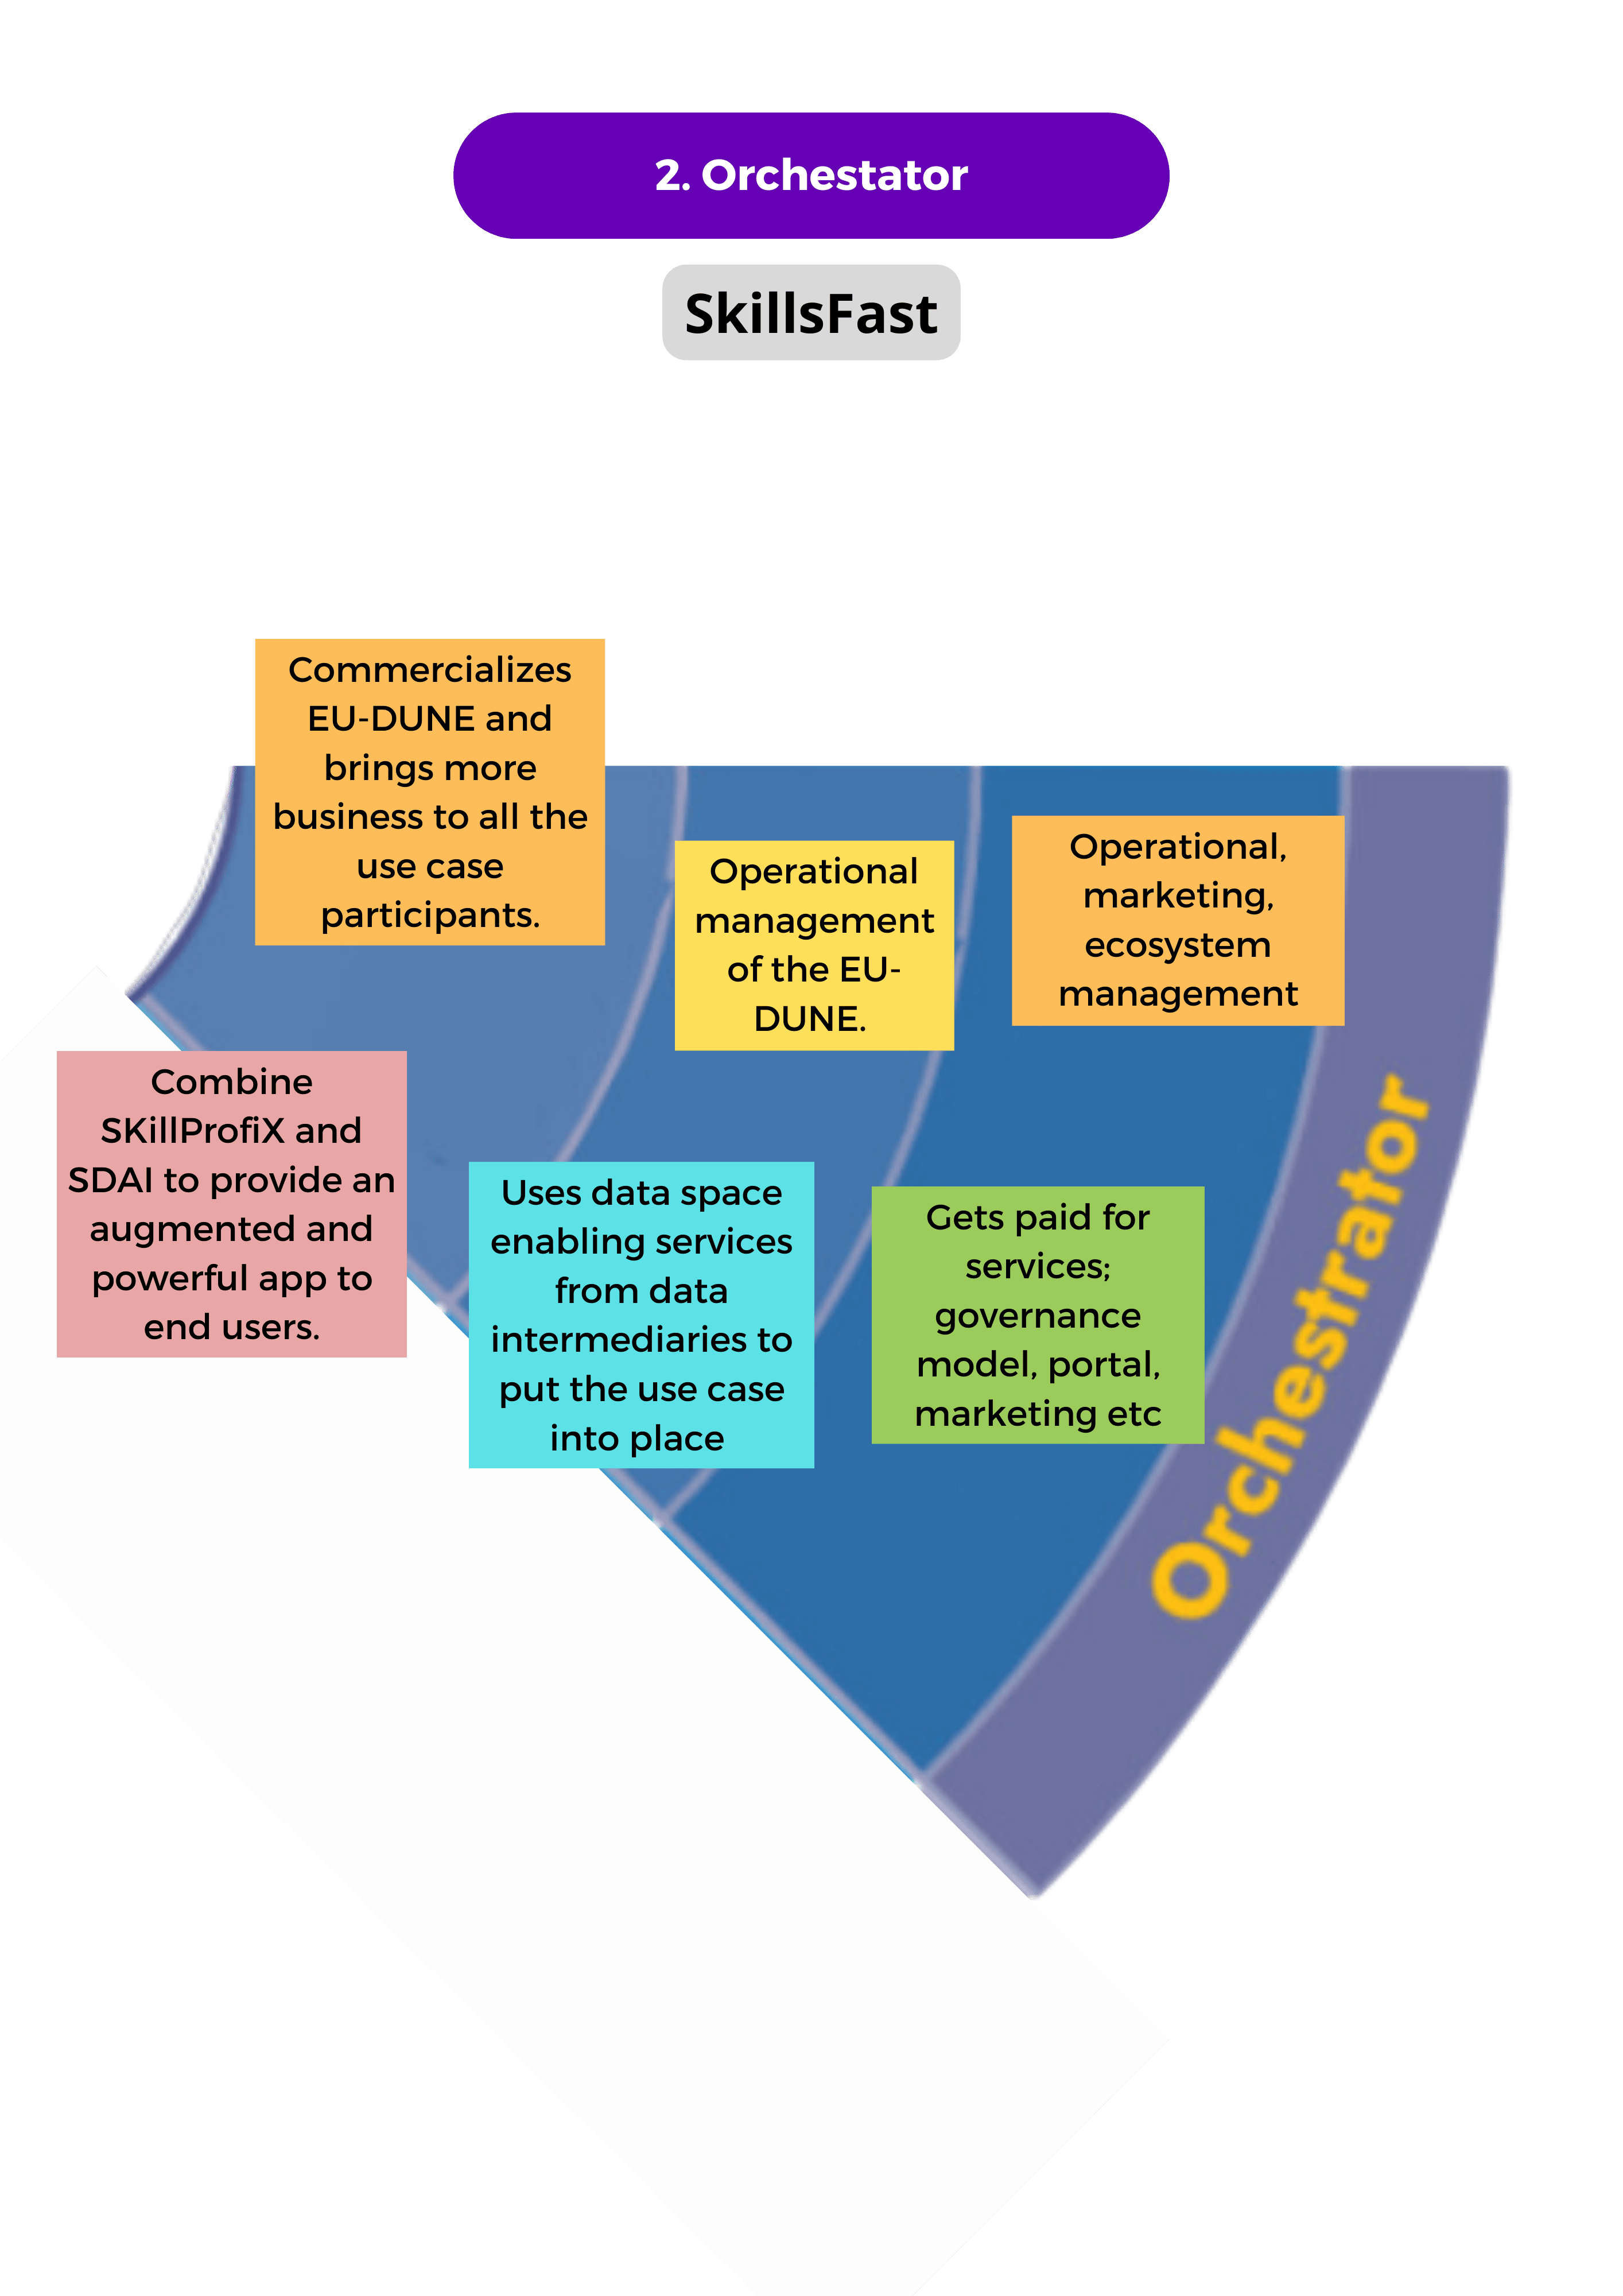 2. Orchestator
SkillsFast
Commercializes
EU-DUNE and
brings more
business to all the
use case
participants.
Operational
management
of the EU-
DUNE.
Operational,
marketing,
ecosystem
management
Combine
SKillProfiX and
SDAI to provide an
augmented and
powerful app to
end users.
Uses data space
enabling services
from data
intermediaries to
put the use case
into place
Gets paid for
services;
governance
model, portal,
marketing etc
Orchestrator